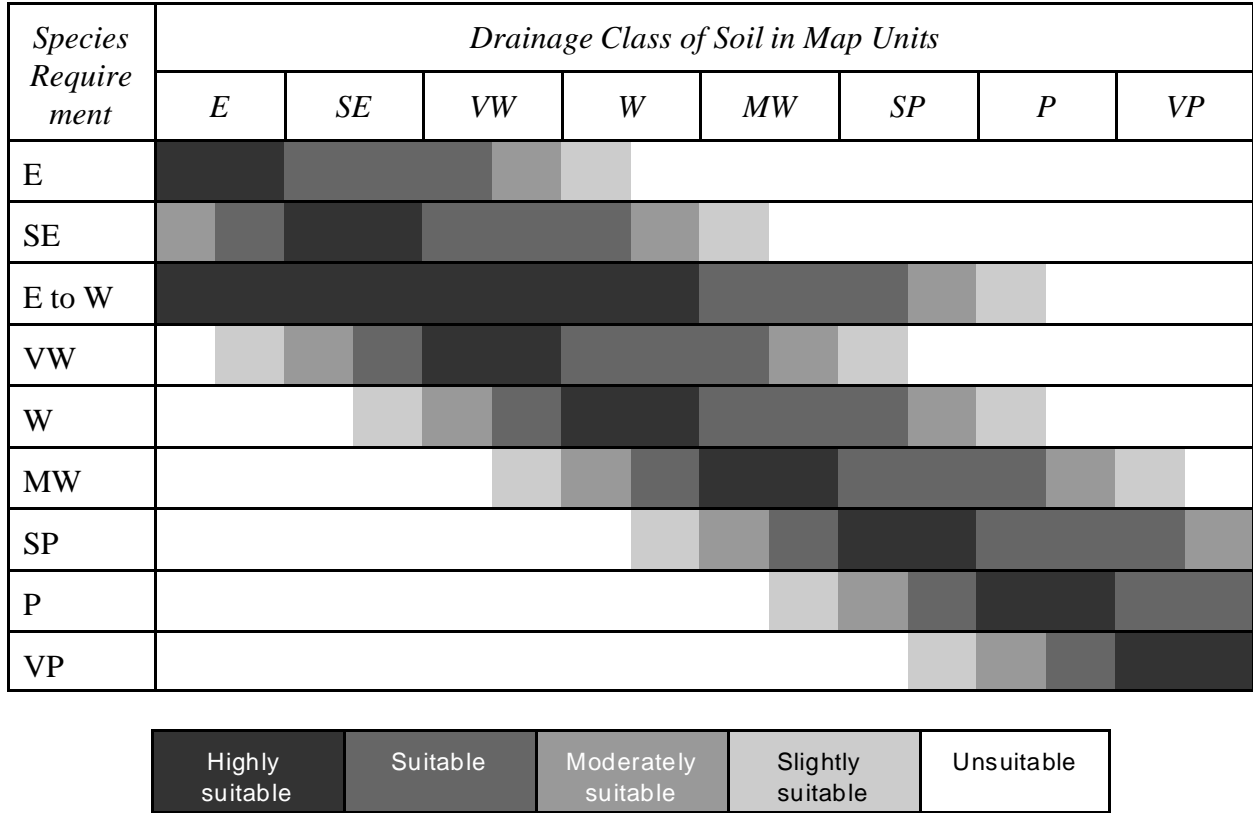 Species
Require
ment
Drainage Class of Soil in Map Units
E SE VW W MW SP P VP
E
SE
E to W
VW
W
MW
SP
P
VP
Highly
suitable
Suitable
Moderately
suitable
Slightly
suitable
Unsuitable